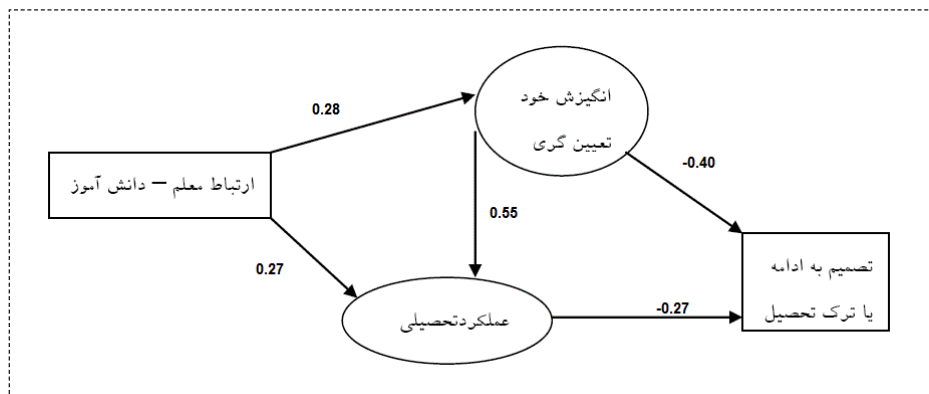 انگیزش خود
تعیین گری
0.28
-0.40
ارتباط معلم – دانش آموز
0.55
0.27
تصمیم به ادامه
یا ترک تحصیل
عملکردتحصیلی
-0.27